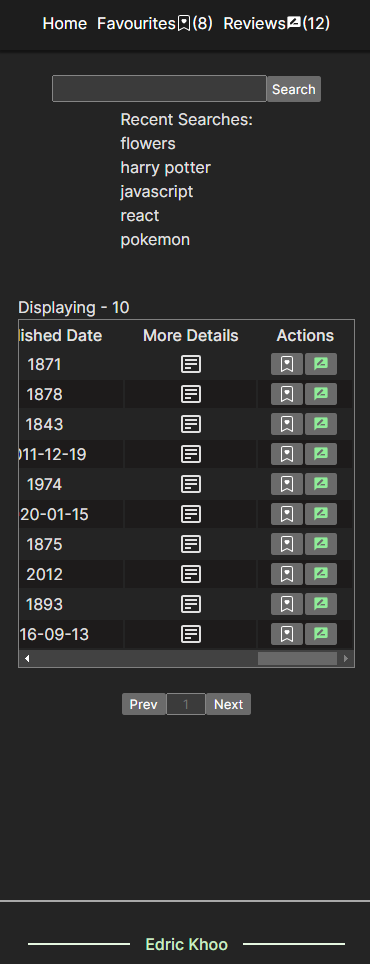 Home Favourites(8) Reviews(12)
Search
Recent Searches:
flowers
harry potter
javascript
react
pokemon
Displaying - 10
ished Date More Details Actions
1871
1878
1843
11-12-19
1974
20-01-15
1875
2012
1893
16-09-13
Prev 1 Next
Edric Khoo